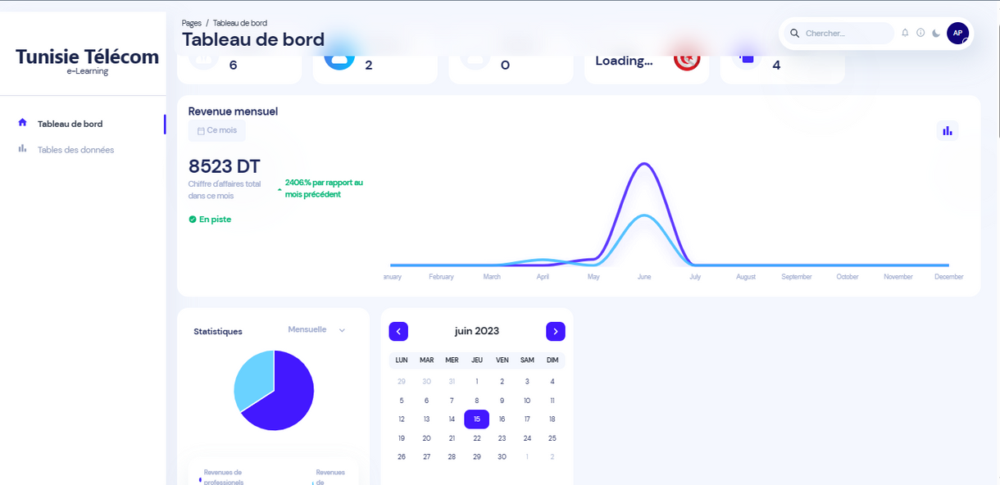 Pages / Tableau de bord
Tableau de bord
Chercher...
AP
Tunisie Télécom
e-Learning
Tableau de bord
Tables des données
6
2
0
Loading...
4
Revenue mensuel
Ce mois
8523 DT
Chiffre d'affaires total
dans ce mois
2406.% par rapport au
mois précédent
En piste
anuary February March April May June July August September October November December
Statistiques
Mensuelle
Revenues de
professionels
Revenues
de
juin 2023
LUN MAR MER JEU VEN SAM DIM
29 30 31 1 2 3 4
5 6 7 8 9 10 11
12 13 14 15 16 17 18
19 20 21 22 23 24 25
26 27 28 29 30 1 2